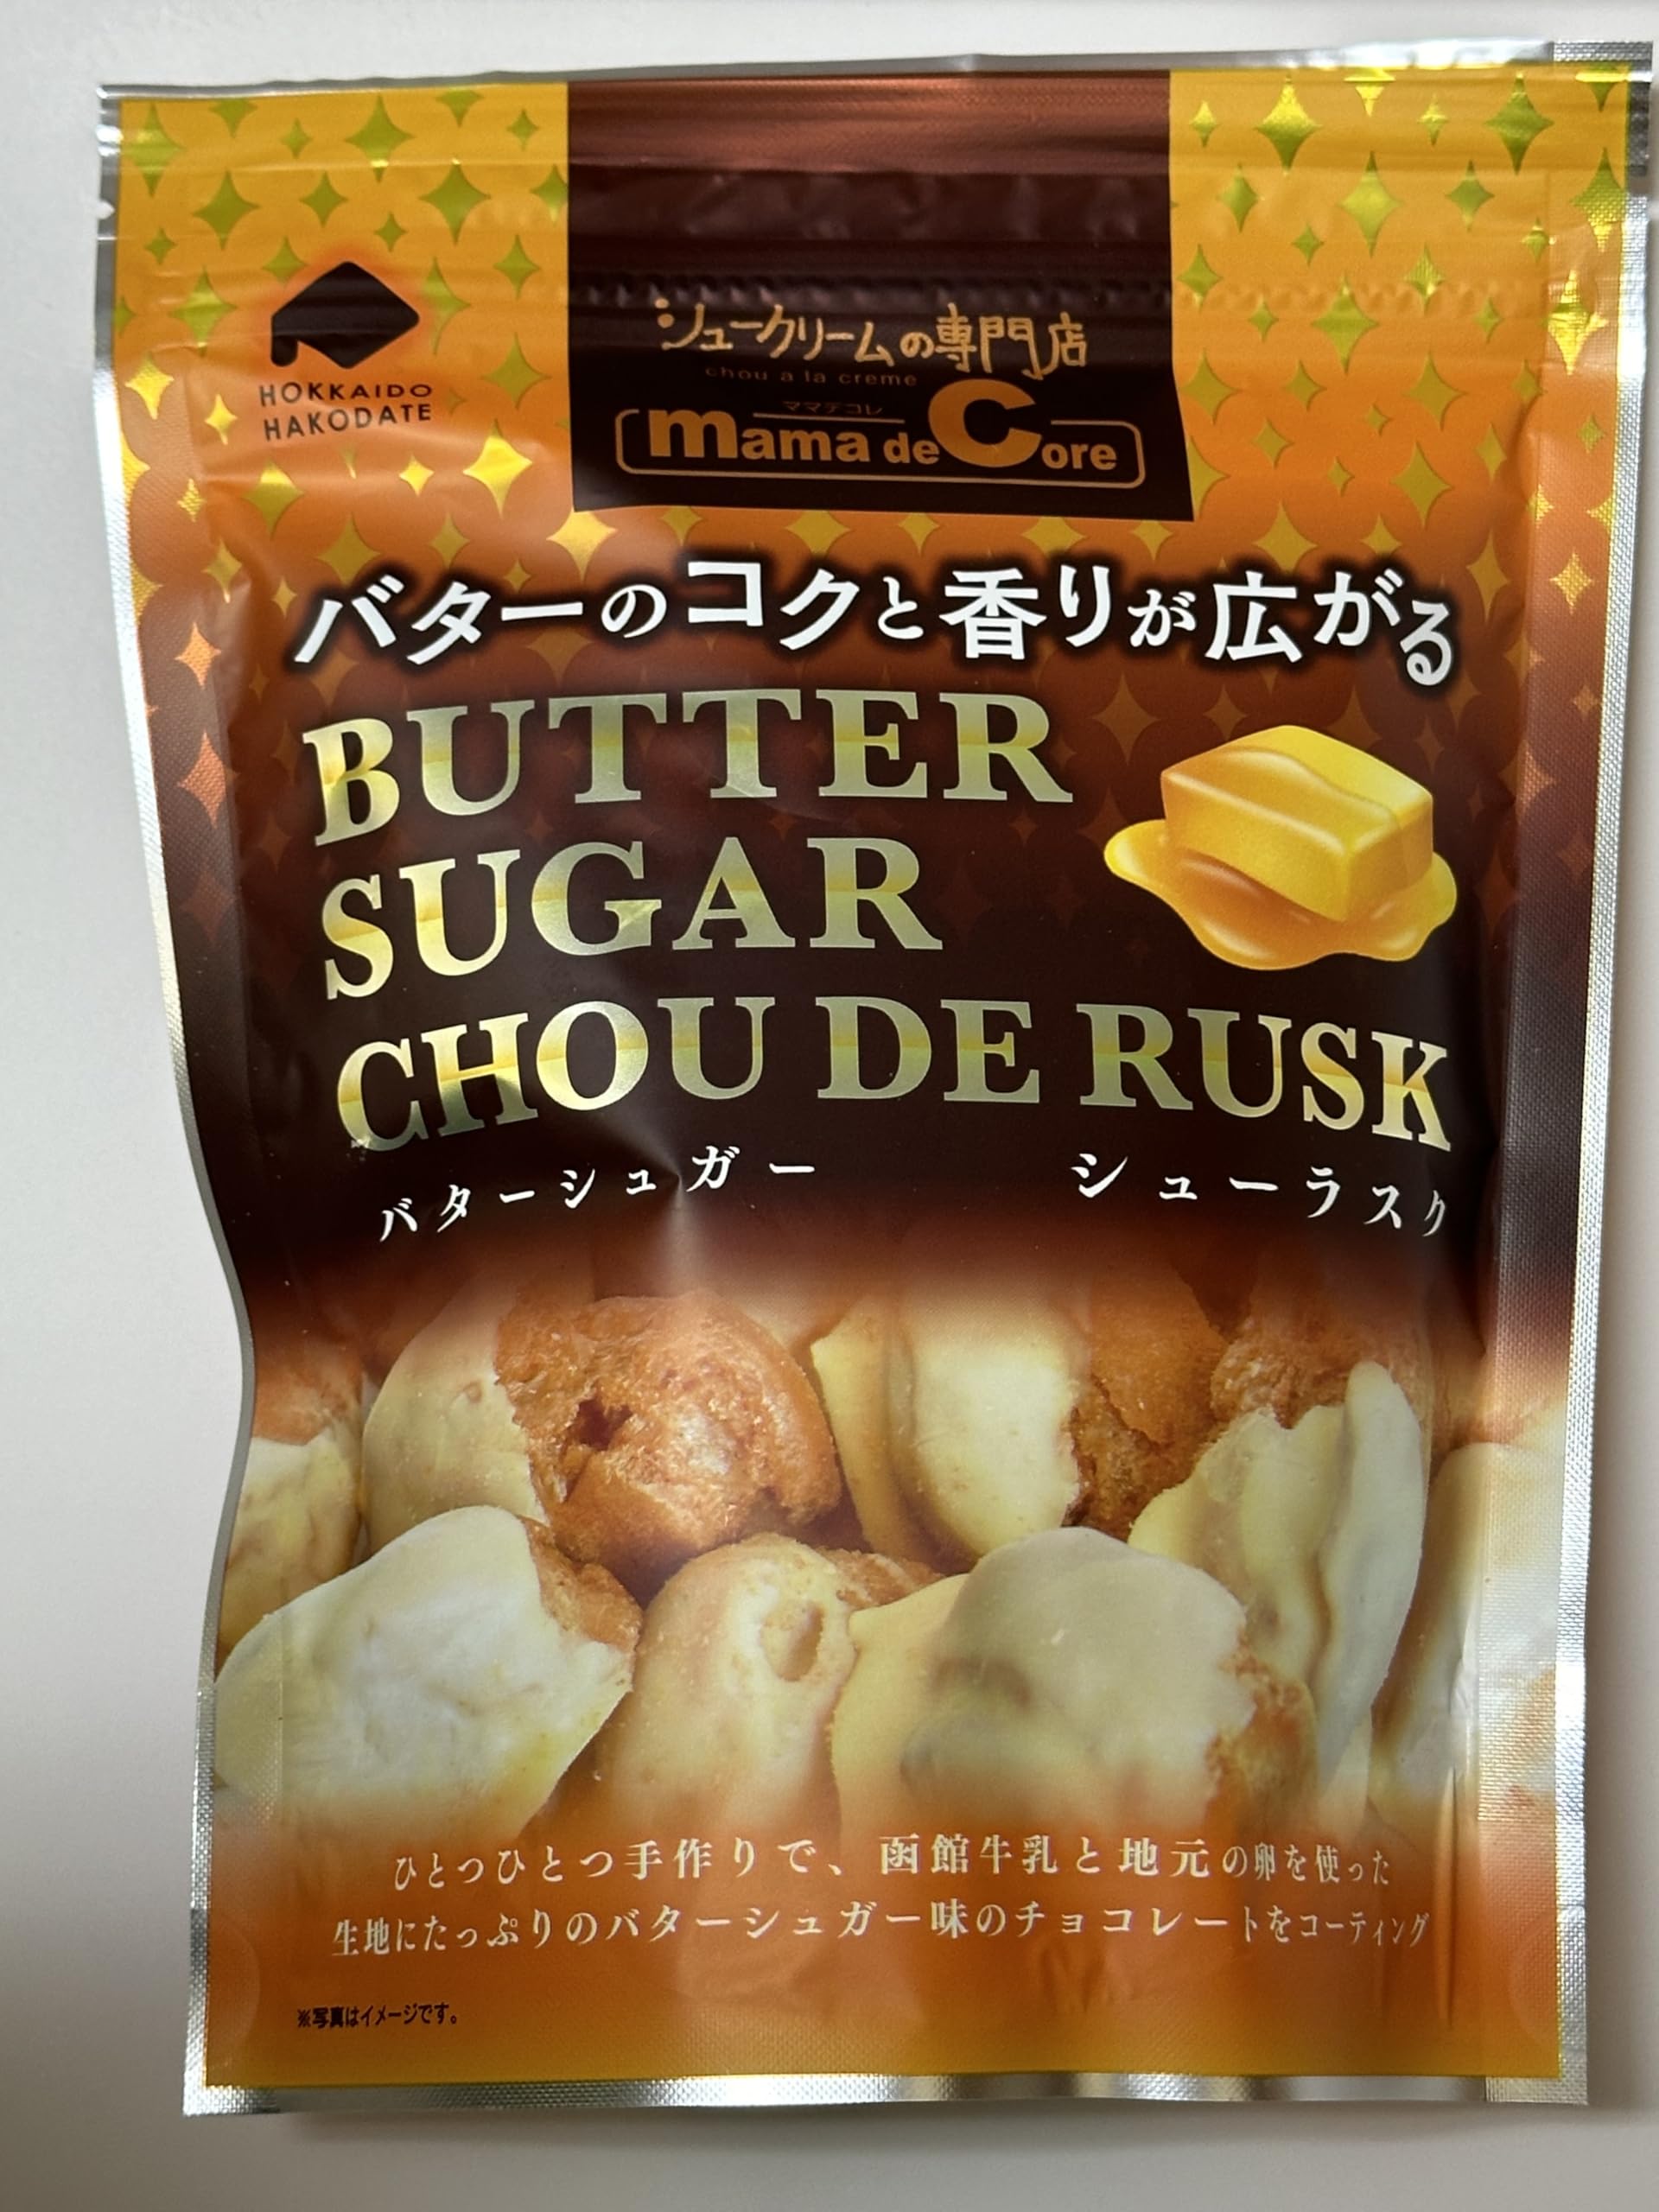 HOKKAIDO
HAKODATE
シュークリームの専門店
chou a la creme
ママデコレ
mama de Core
バターのコクと香りが広がる
BUTTER
SUGAR
CHOU DE RUSK
バターシュガー シューラスク
ひとつひとつ手作りで、函館牛乳と地元の卵を使った
生地にたっぷりのバターシュガー味のチョコレートをコーティング
※写真はイメージです。